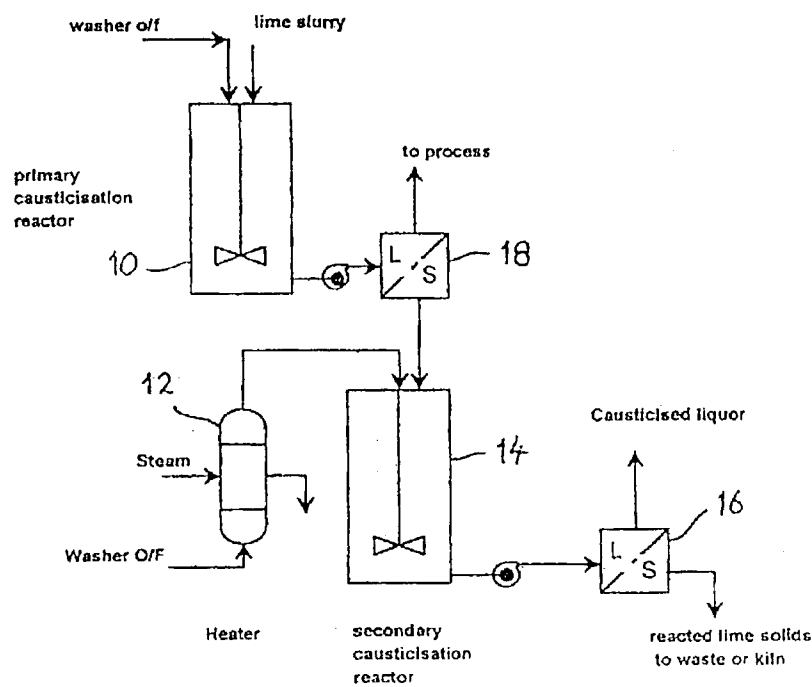 washer o/f
lime slurry
to process
primary
causticisation
reactor
10
L
S
18
12
Steam
Washer O/F
14
Causticised liquor
16
L
S
Heater
secondary
causticisation
reactor
reacted lime solids
to waste or kiln